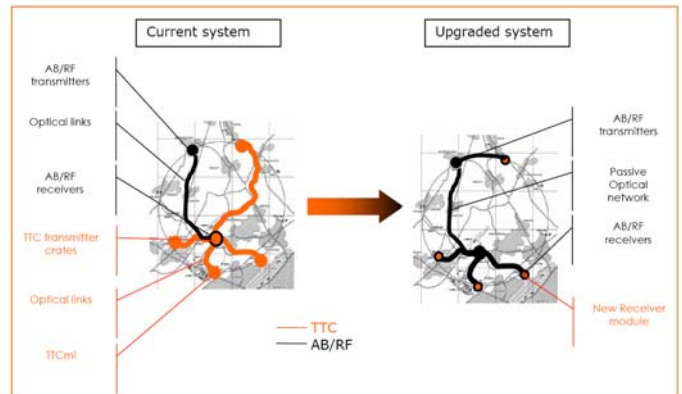 Current system
Upgraded system
AB/RF
transmitters
Optical links
AB/RF
receivers
TTC transmitter
crates
Optical links
TTCmI
AB/RF
transmitters
Passive
Optical
network
AB/RF
receivers
New Receiver
module
TTC
AB/RF